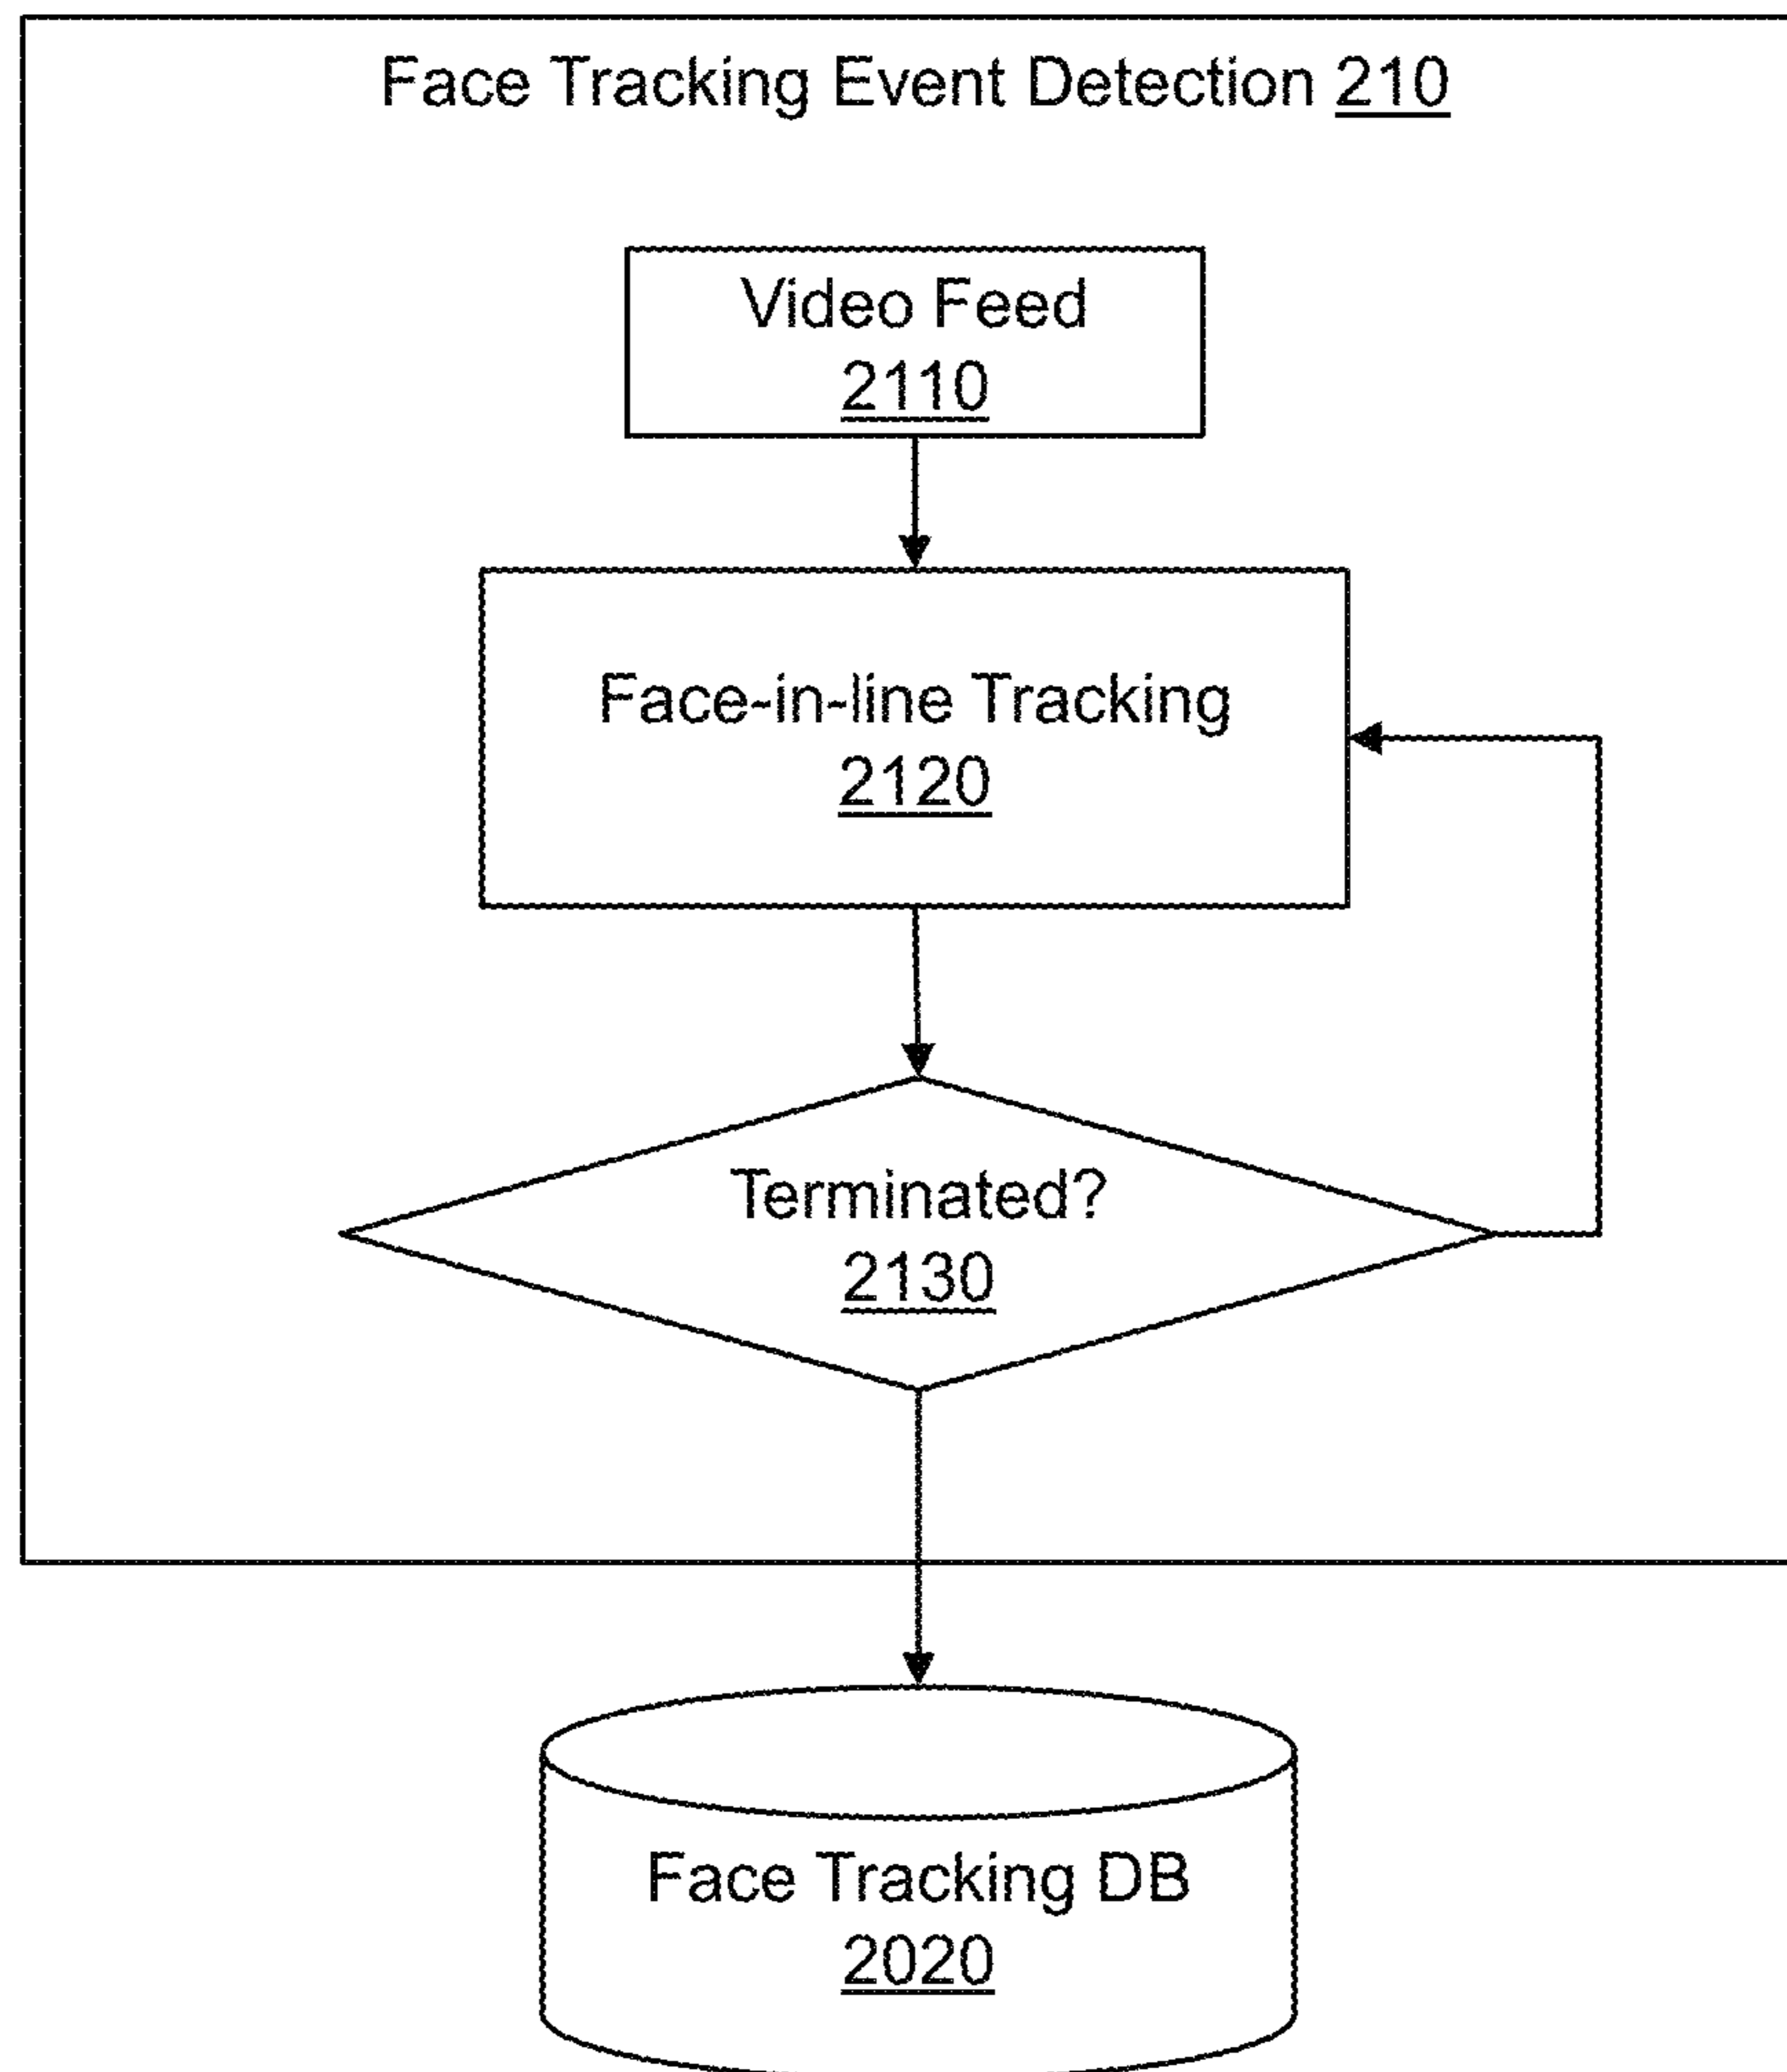 Face Tracking Event Detection 210
Video Feed
2110
Face-in-line Tracking
2120
Terminated?
2130
Face Tracking DB
2020